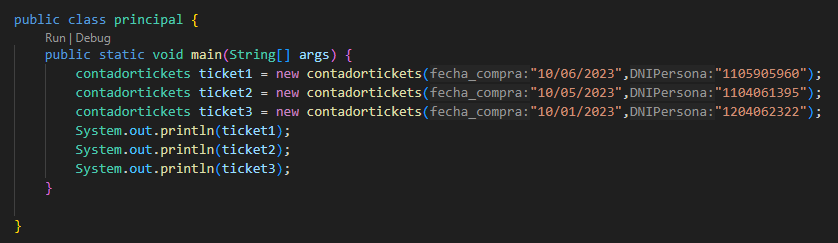 public class principal {
Run | Debug
public static void main(String[] args) {
contadortickets ticket1 = new contadortickets(fecha_compra:"10/06/2023",DNIPersona:"1105905960");
contadortickets ticket2 = new contadortickets(fecha_compra:"10/05/2023",DNIPersona:"1104061395");
contadortickets ticket3 = new contadortickets(fecha_compra:"10/01/2023",DNIPersona:"1204062322");
System.out.println(ticket1);
System.out.println(ticket2);
System.out.println(ticket3);
}
}